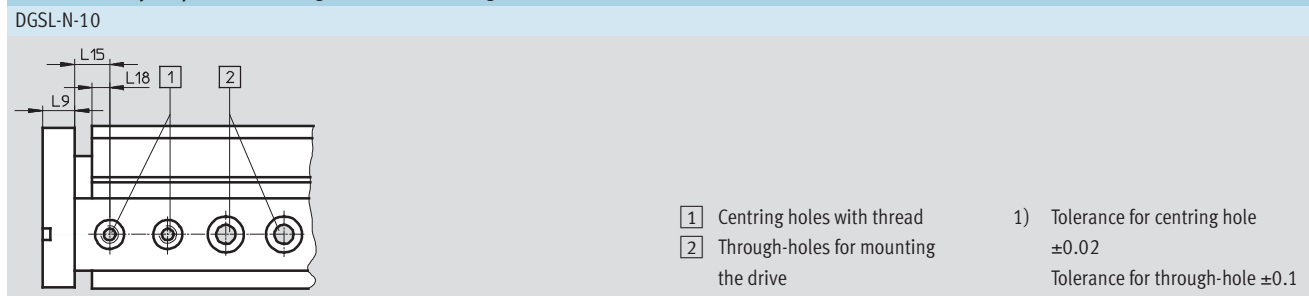 DGSL-N-10
L15
L18
1
2
L9
1 Centring holes with thread
2 Through-holes for mounting
the drive
1) Tolerance for centring hole
±0.02
Tolerance for through-hole ±0.1